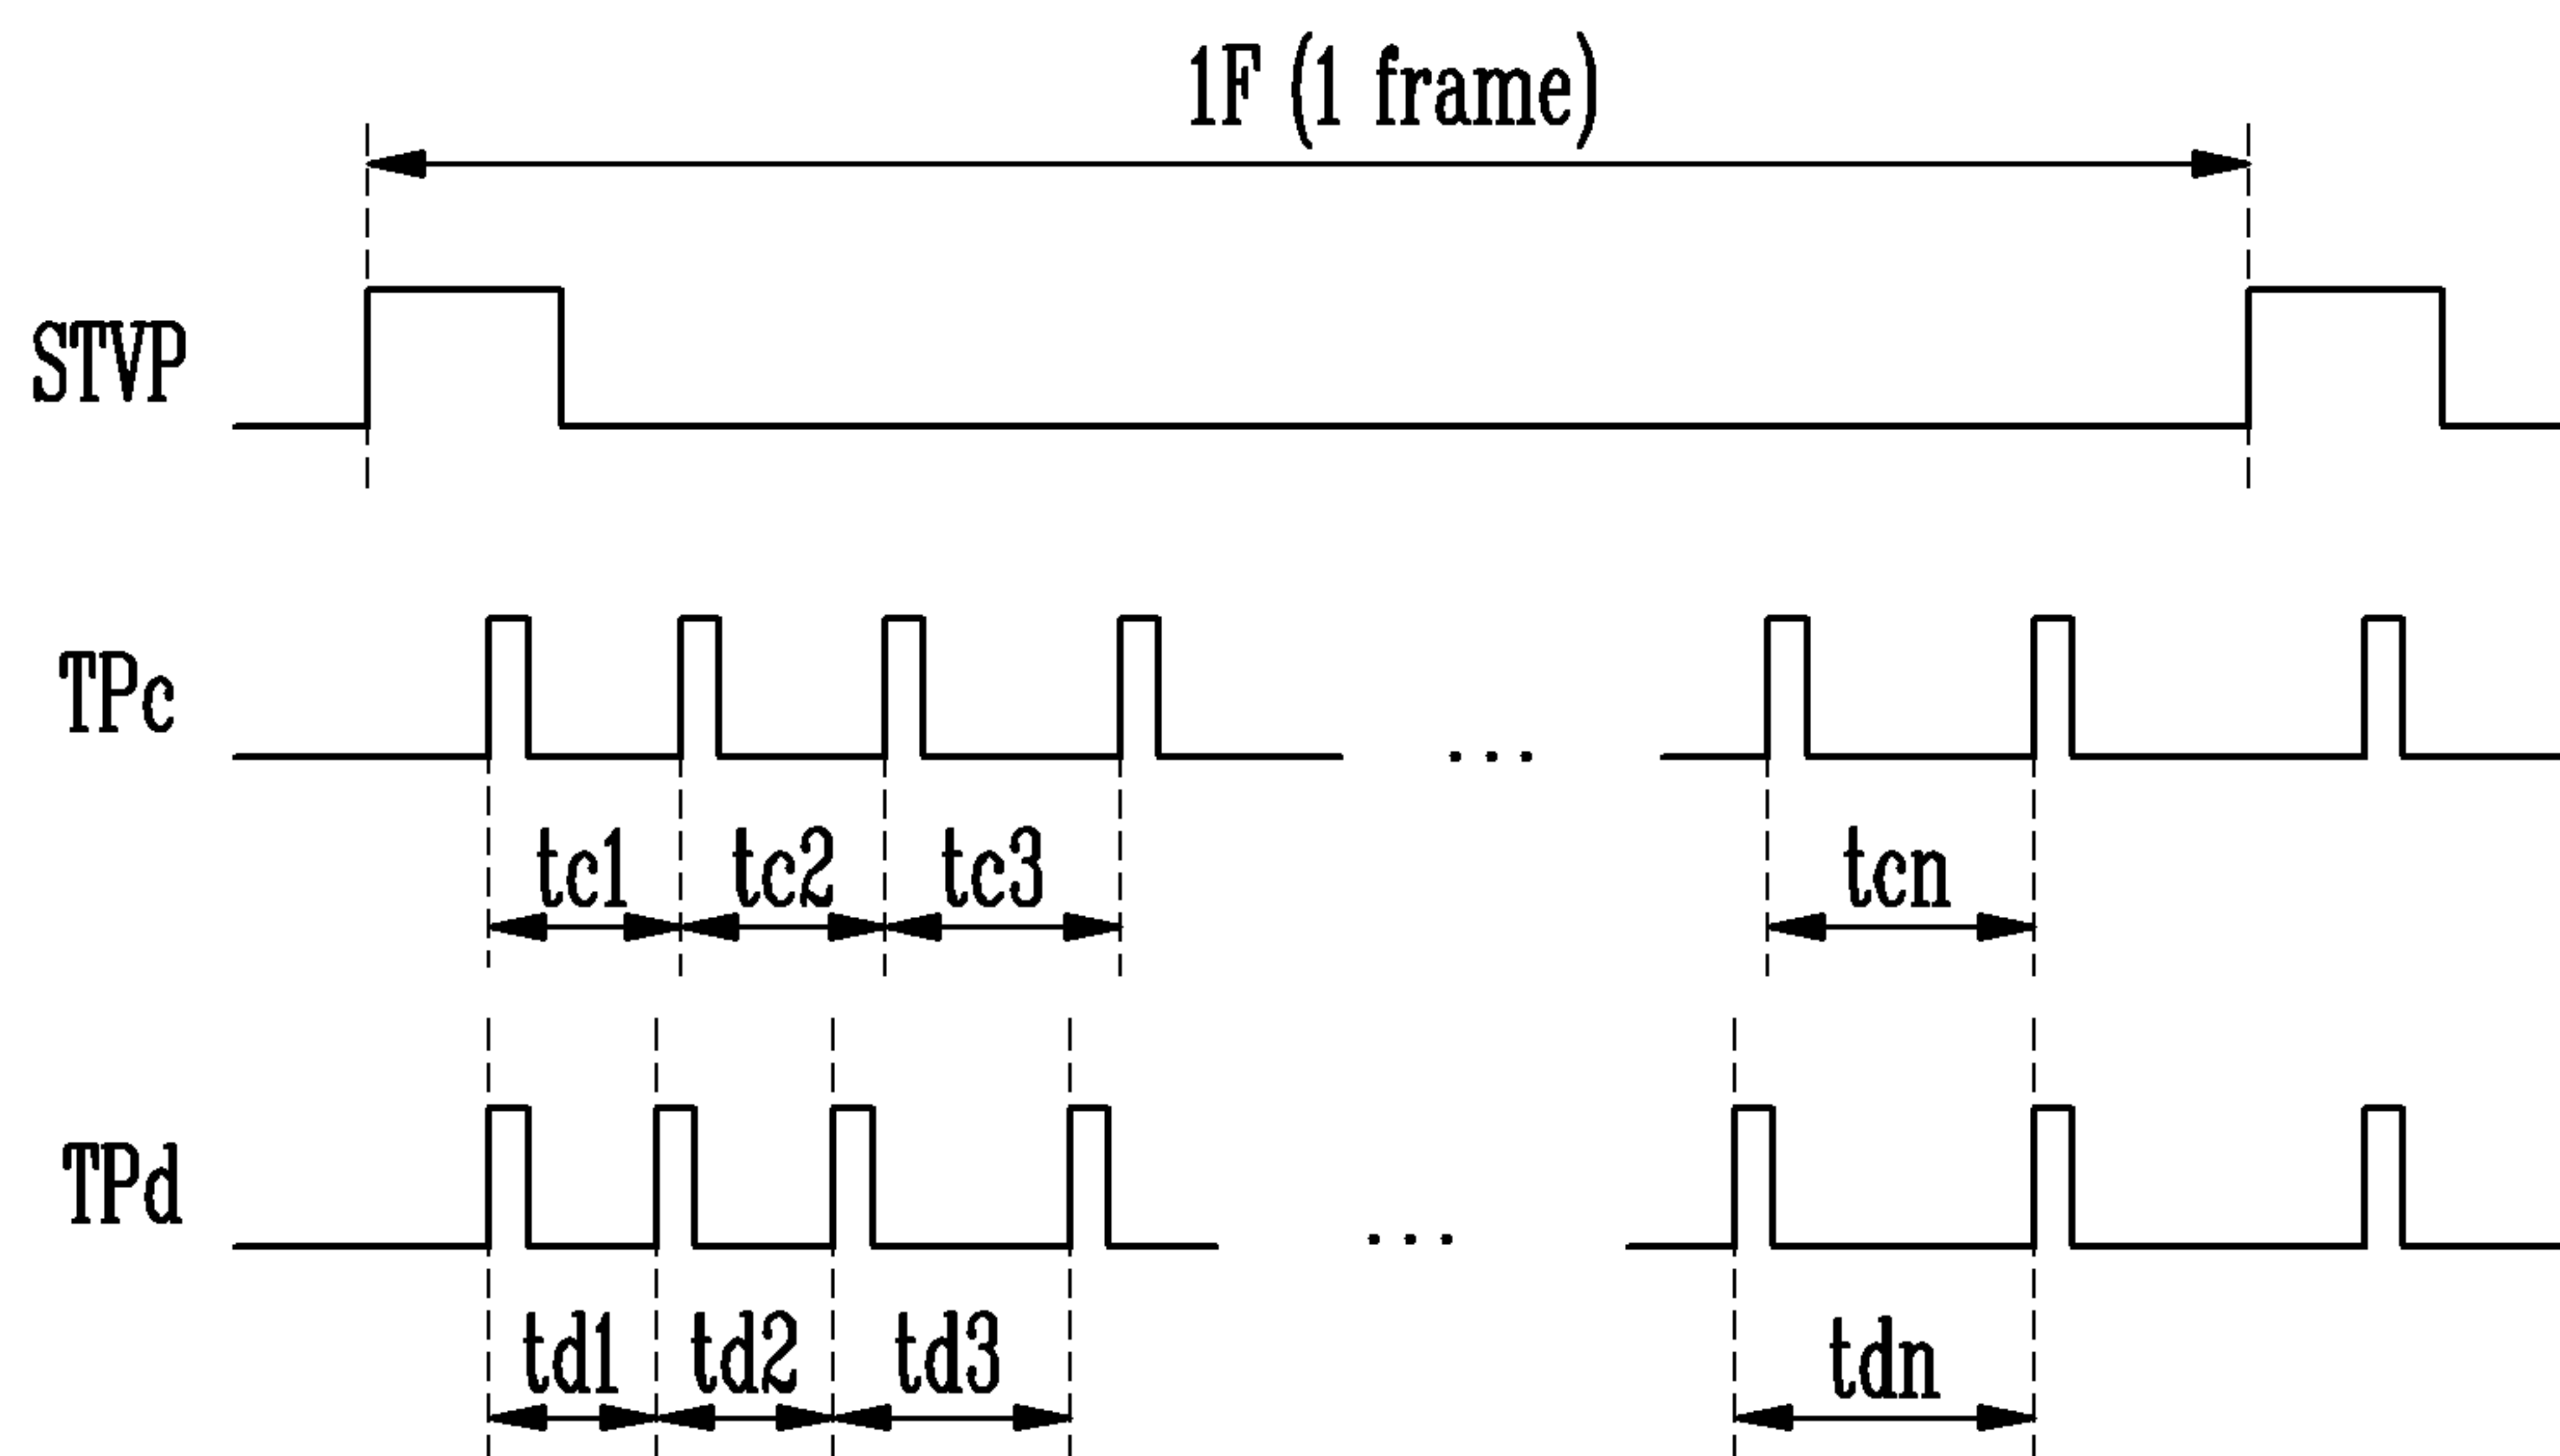 1F (1 frame)
STVP
TPc
...
tc1 tc2 tc3 tcn
TPd
...
td1 td2 td3 tdn